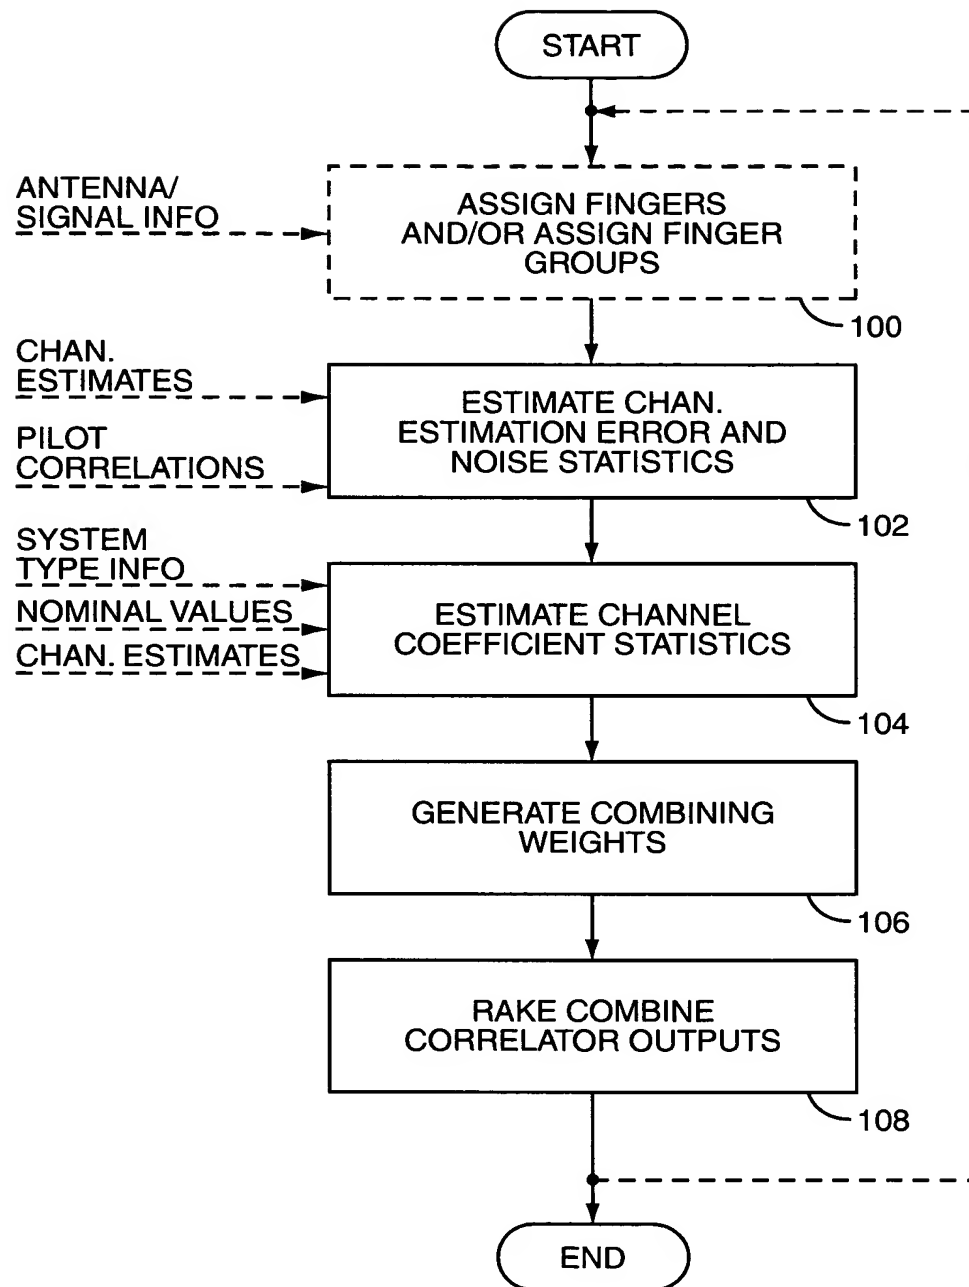 START
ANTENNA/
SIGNAL INFO
ASSIGN FINGERS
AND/OR ASSIGN FINGER
GROUPS
100
CHAN.
ESTIMATES
PILOT
CORRELATIONS
ESTIMATE CHAN.
ESTIMATION ERROR AND
NOISE STATISTICS
102
SYSTEM
TYPE INFO
NOMINAL VALUES
CHAN. ESTIMATES
ESTIMATE CHANNEL
COEFFICIENT STATISTICS
104
GENERATE COMBINING
WEIGHTS
106
RAKE COMBINE
CORRELATOR OUTPUTS
108
END